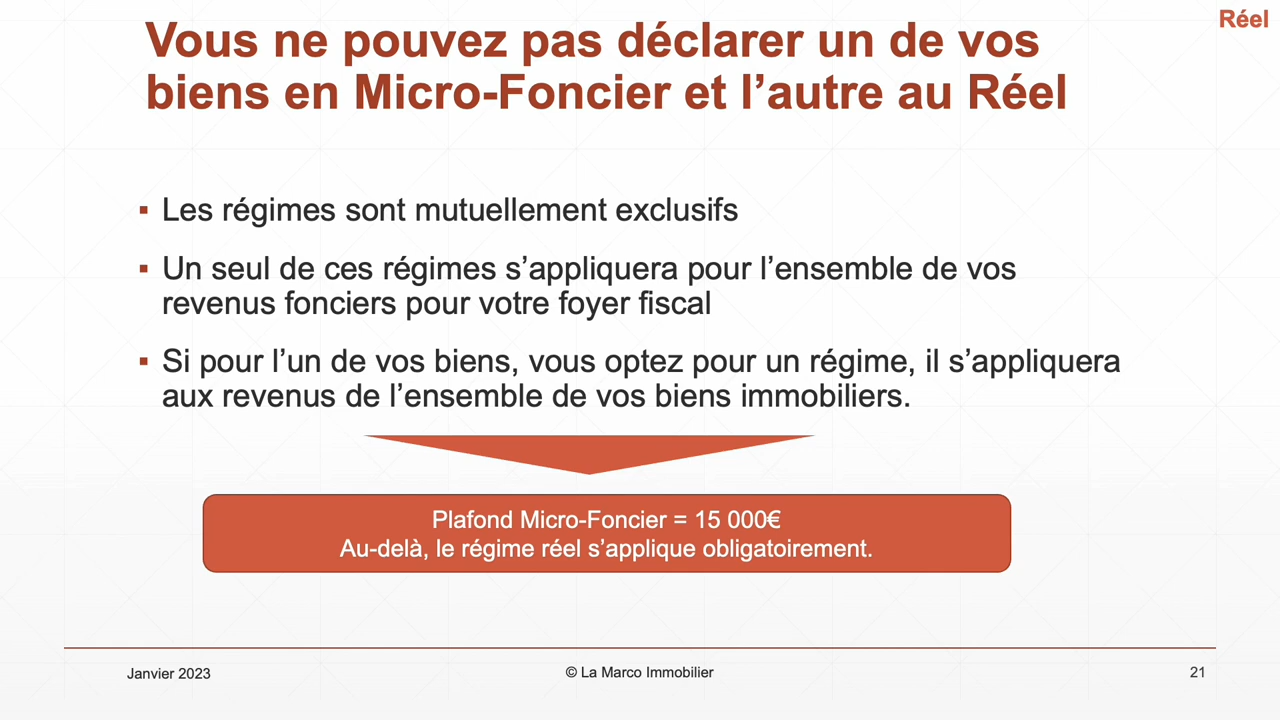 Réel
Vous ne pouvez pas déclarer un de vos
biens en Micro-Foncier et l’autre au Réel
▪ Les régimes sont mutuellement exclusifs
▪ Un seul de ces régimes s’appliquera pour l’ensemble de vos
revenus fonciers pour votre foyer fiscal
▪ Si pour l’un de vos biens, vous optez pour un régime, il s’appliquera
aux revenus de l’ensemble de vos biens immobiliers.
Plafond Micro-Foncier = 15 000€
Au-delà, le régime réel s’applique obligatoirement.
Janvier 2023
© La Marco Immobilier
21